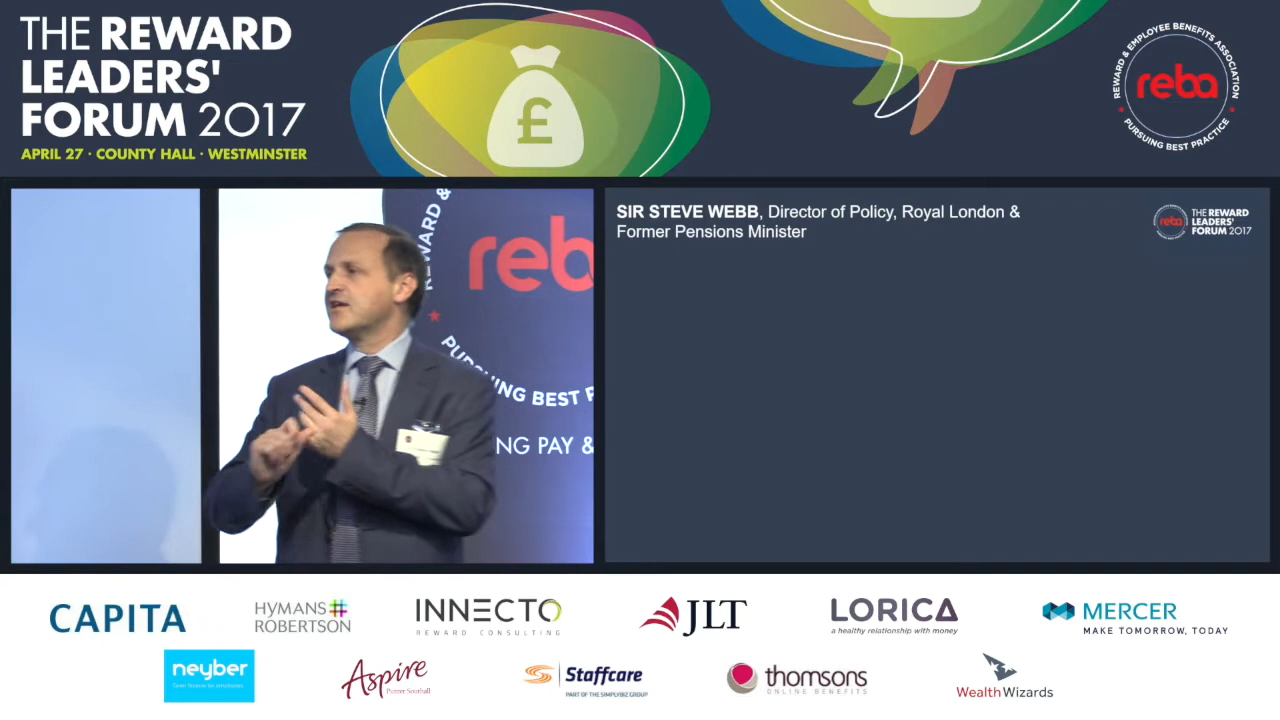 THE REWARD
LEADERS'
FORUM 2017
APRIL 27 · COUNTY HALL · WESTMINSTER
REWARD & EMPLOYEE BENEFITS ASSOCIATION
reba
PURSUING BEST PRACTICE
£
REWARD &
reb
PURSUING BEST P
NG PAY &
SIR STEVE WEBB, Director of Policy, Royal London &
Former Pensions Minister
reba
THE REWARD
LEADERS'
FORUM 2017
CAPITA
HYMANS
ROBERTSON
INNECTO
REWARD CONSULTING
JLT
LORICA
a healthy relationship with money
MERCER
MAKE TOMORROW, TODAY
neyber
Aspire
Punter Southall
Staffcare
PART OF THE SIMPLYBIZ GROUP
thomsons
ONLINE BENEFITS
WealthWizards